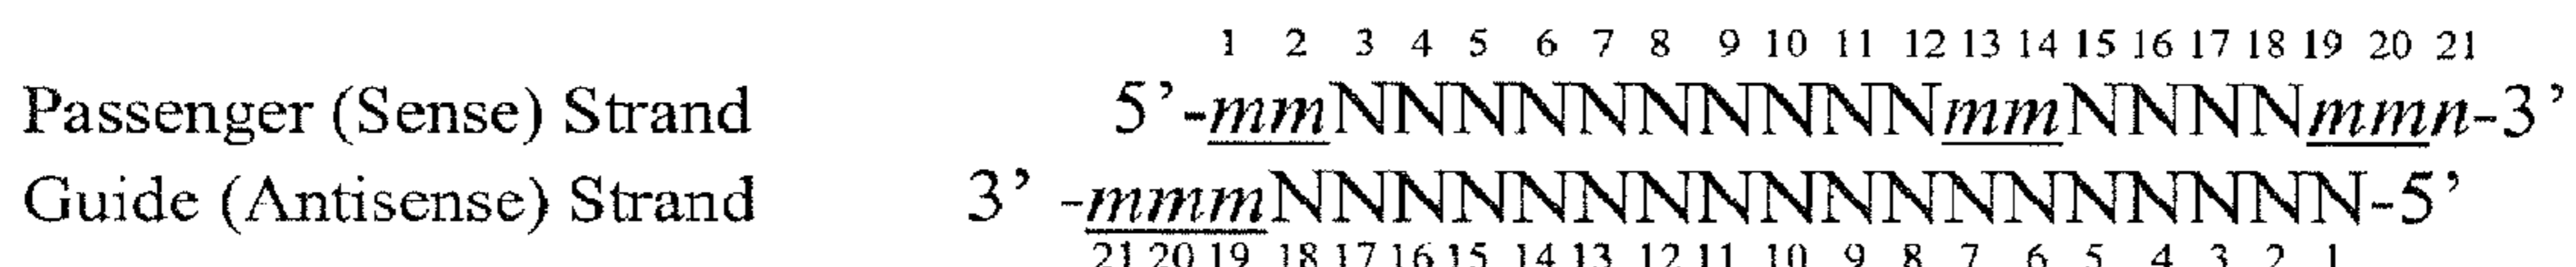 1 2 3 4 5 6 7 8 9 10 11 12 13 14 15 16 17 18 19 20 21
Passenger (Sense) Strand 5’-mmNNNNNNNNNNmmNNNNmmn-3’
Guide (Antisense) Strand 3’ -mmmNNNNNNNNNNNNNNNNNN-5’
21 20 19 18 17 16 15 14 13 12 11 10 9 8 7 6 5 4 3 2 1